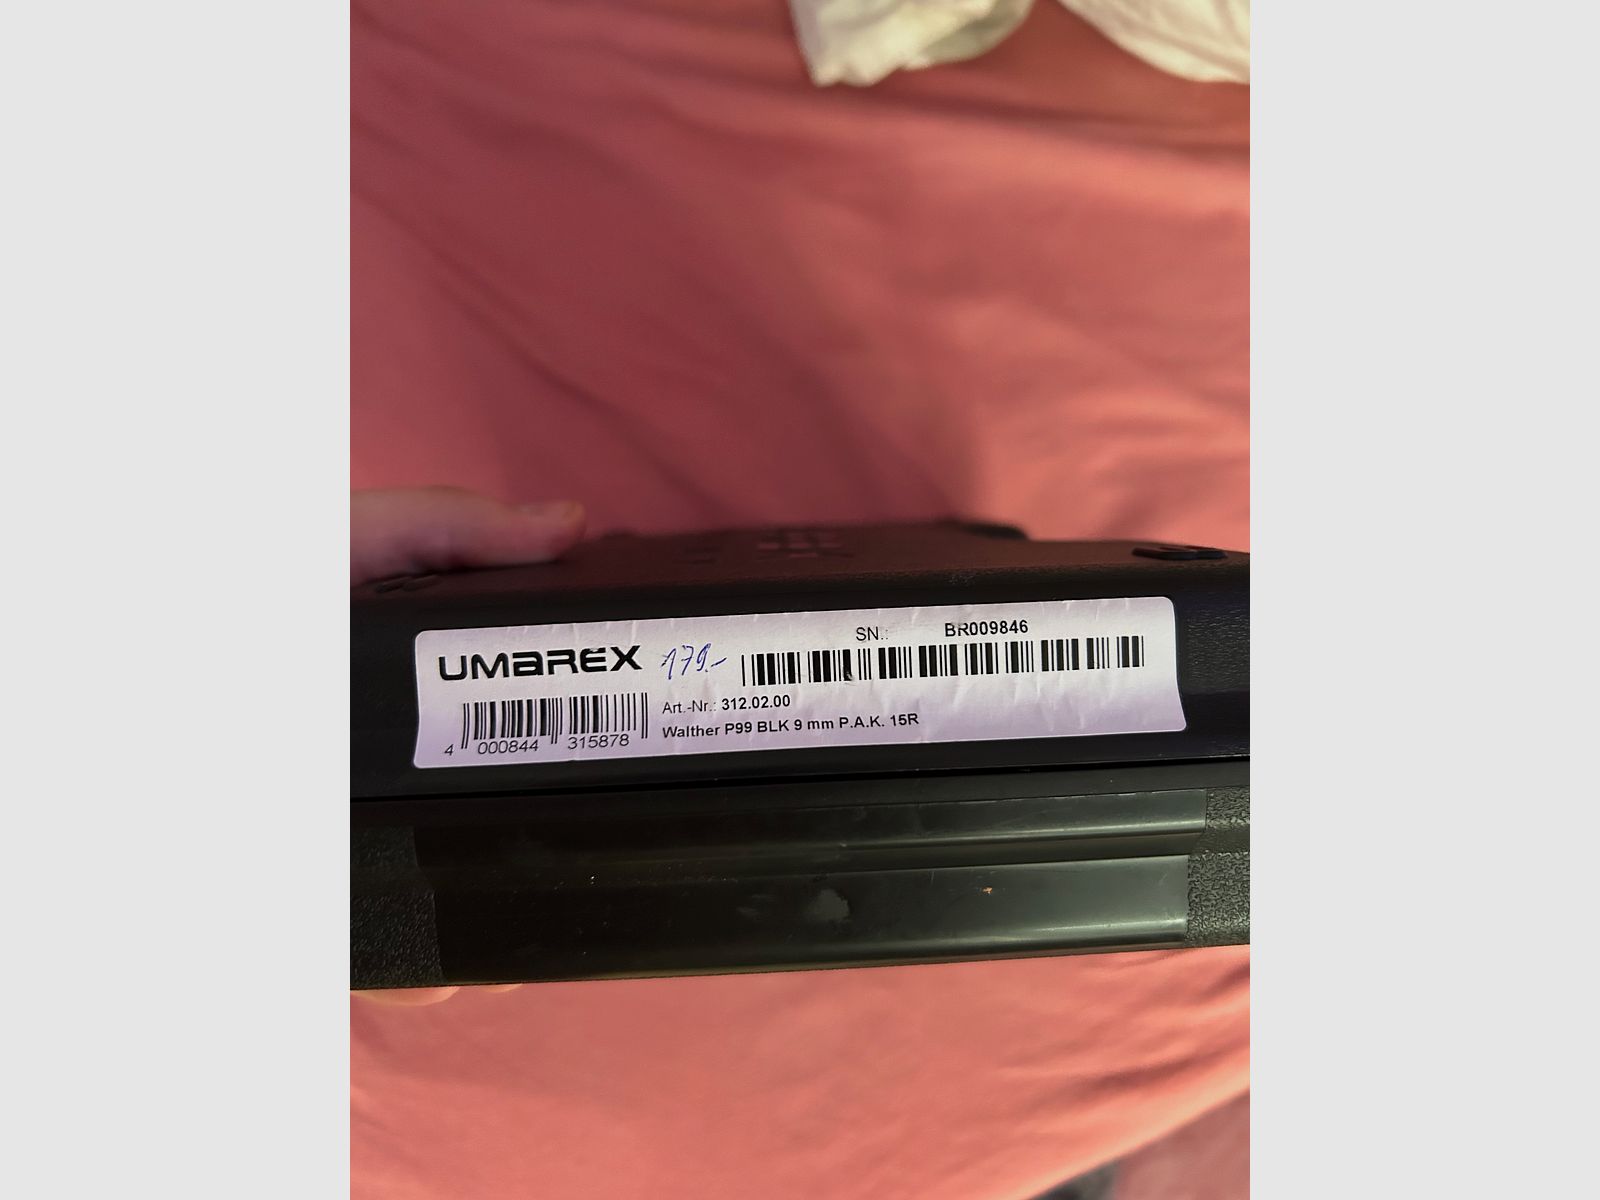 UMAREX
179.-
SN.: BR009846
Art.-Nr.: 312.02.00
Walther P99 BLK 9 mm P.A.K. 15R
4 000844 315878